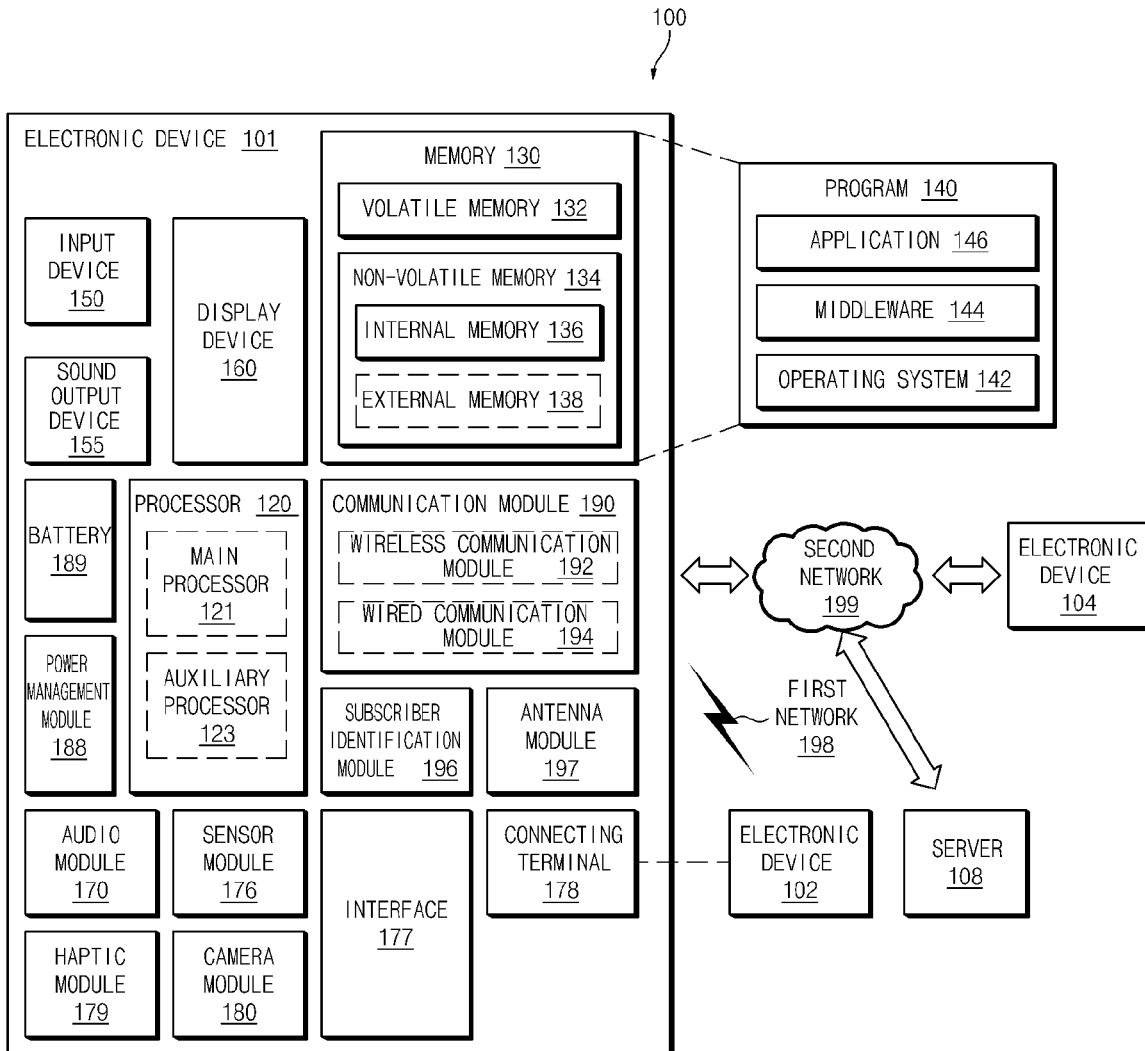 100
ELECTRONIC DEVICE 101
MEMORY 130
VOLATILE MEMORY 132
NON-VOLATILE MEMORY 134
INTERNAL MEMORY 136
EXTERNAL MEMORY 138
INPUT
DEVICE
150
DISPLAY
DEVICE
160
SOUND
OUTPUT
DEVICE
155
PROGRAM 140
APPLICATION 146
MIDDLEWARE 144
OPERATING SYSTEM 142
BATTERY
189
PROCESSOR 120
MAIN
PROCESSOR
121
AUXILIARY
PROCESSOR
123
POWER
MANAGEMENT
MODULE
188
COMMUNICATION MODULE 190
WIRELESS COMMUNICATION
MODULE 192
WIRED COMMUNICATION
MODULE 194
SUBSCRIBER
IDENTIFICATION
MODULE 196
ANTENNA
MODULE
197
SECOND
NETWORK
199
ELECTRONIC
DEVICE
104
FIRST
NETWORK
198
AUDIO
MODULE
170
SENSOR
MODULE
176
INTERFACE
177
CONNECTING
TERMINAL
178
ELECTRONIC
DEVICE
102
SERVER
108
HAPTIC
MODULE
179
CAMERA
MODULE
180